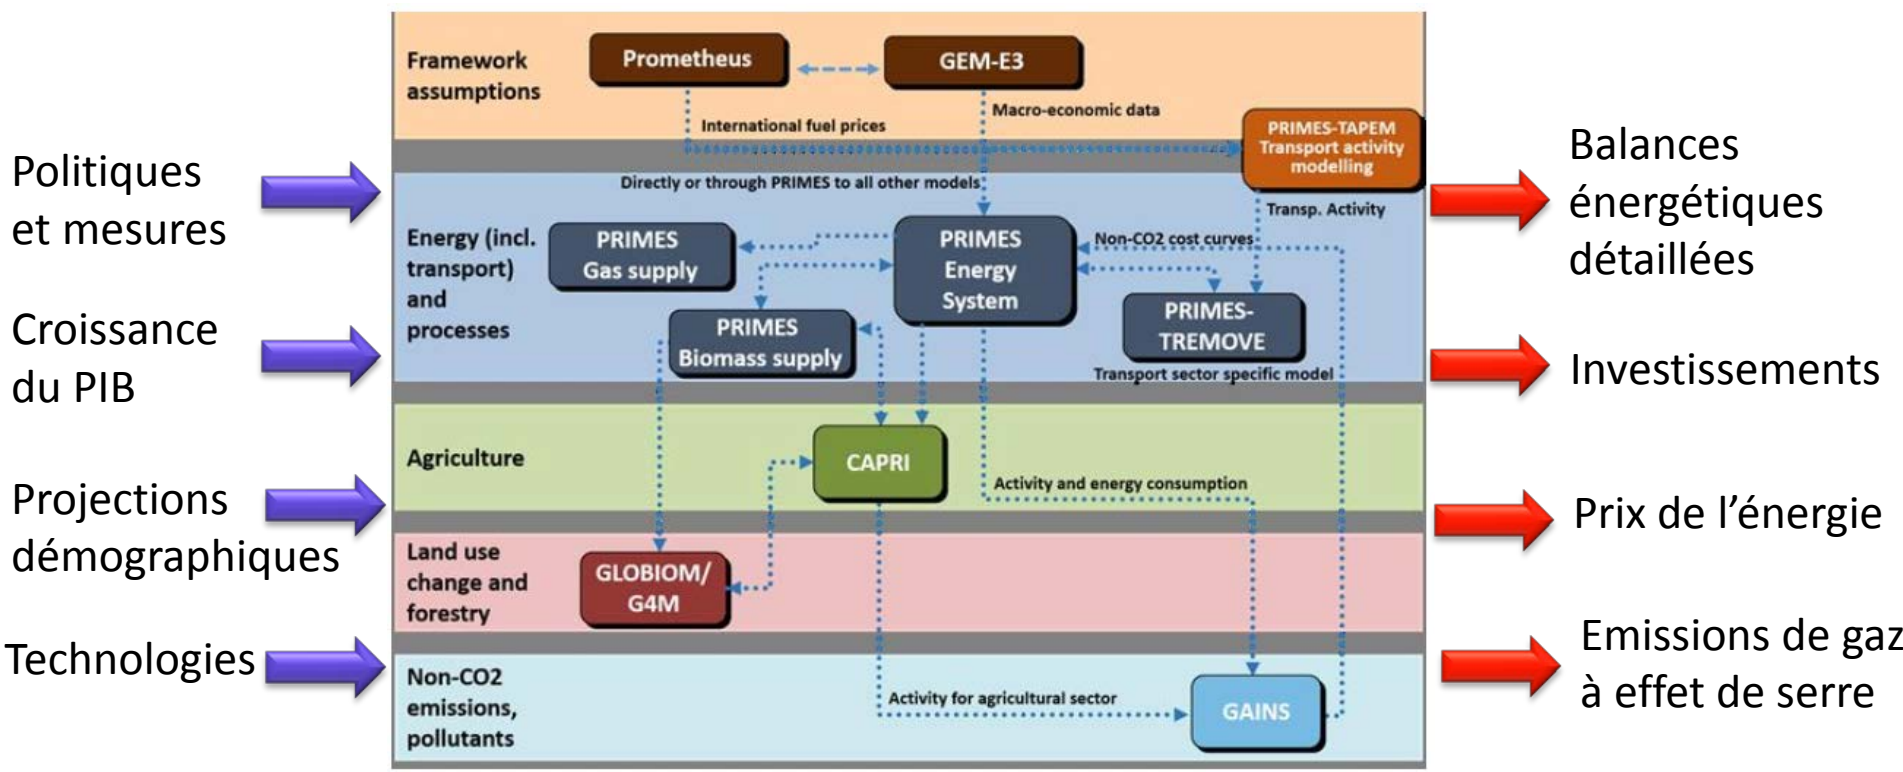 Politiques
et mesures
Croissance
du PIB
Projections
démographiques
Technologies
Framework
assumptions
Prometheus
GEM-E3
Macro-economic data
International fuel prices
PRIMES-TAPEM
Transport activity
modelling
Directly or through PRIMES to all other models
Transp. Activity
Energy (incl.
transport)
and
processes
PRIMES
Gas supply
PRIMES
Energy
System
Non-CO2 cost curves
PRIMES
Biomass supply
PRIMES-
TREMOVE
Transport sector specific model
Agriculture
CAPRI
Activity and energy consumption
Land use
change and
forestry
GLOBIOM/
G4M
Non-CO2
emissions,
pollutants
Activity for agricultural sector
GAINS
Balances
énergétiques
détaillées
Investissements
Prix de l’énergie
Emissions de gaz
à effet de serre